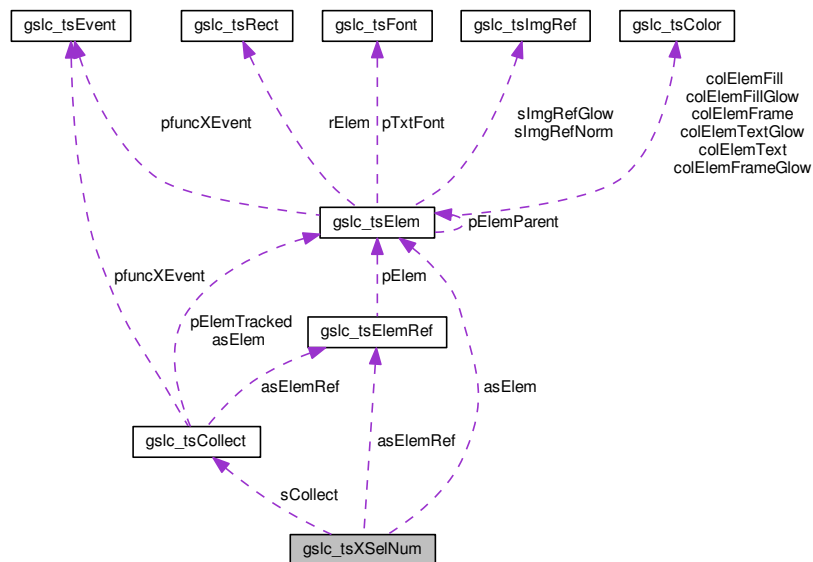 gslc_tsEvent
gslc_tsRect
gslc_tsFont
gslc_tsImgRef
gslc_tsColor
pfuncXEvent
rElem
pTxtFont
sImgRefGlow
sImgRefNorm
colElemFill
colElemFillGlow
colElemFrame
colElemTextGlow
colElemText
colElemFrameGlow
gslc_tsElem
pElemParent
pfuncXEvent
pElem
pElemTracked
asElem
gslc_tsElemRef
asElemRef
asElem
gslc_tsCollect
asElemRef
sCollect
gslc_tsXSelNum